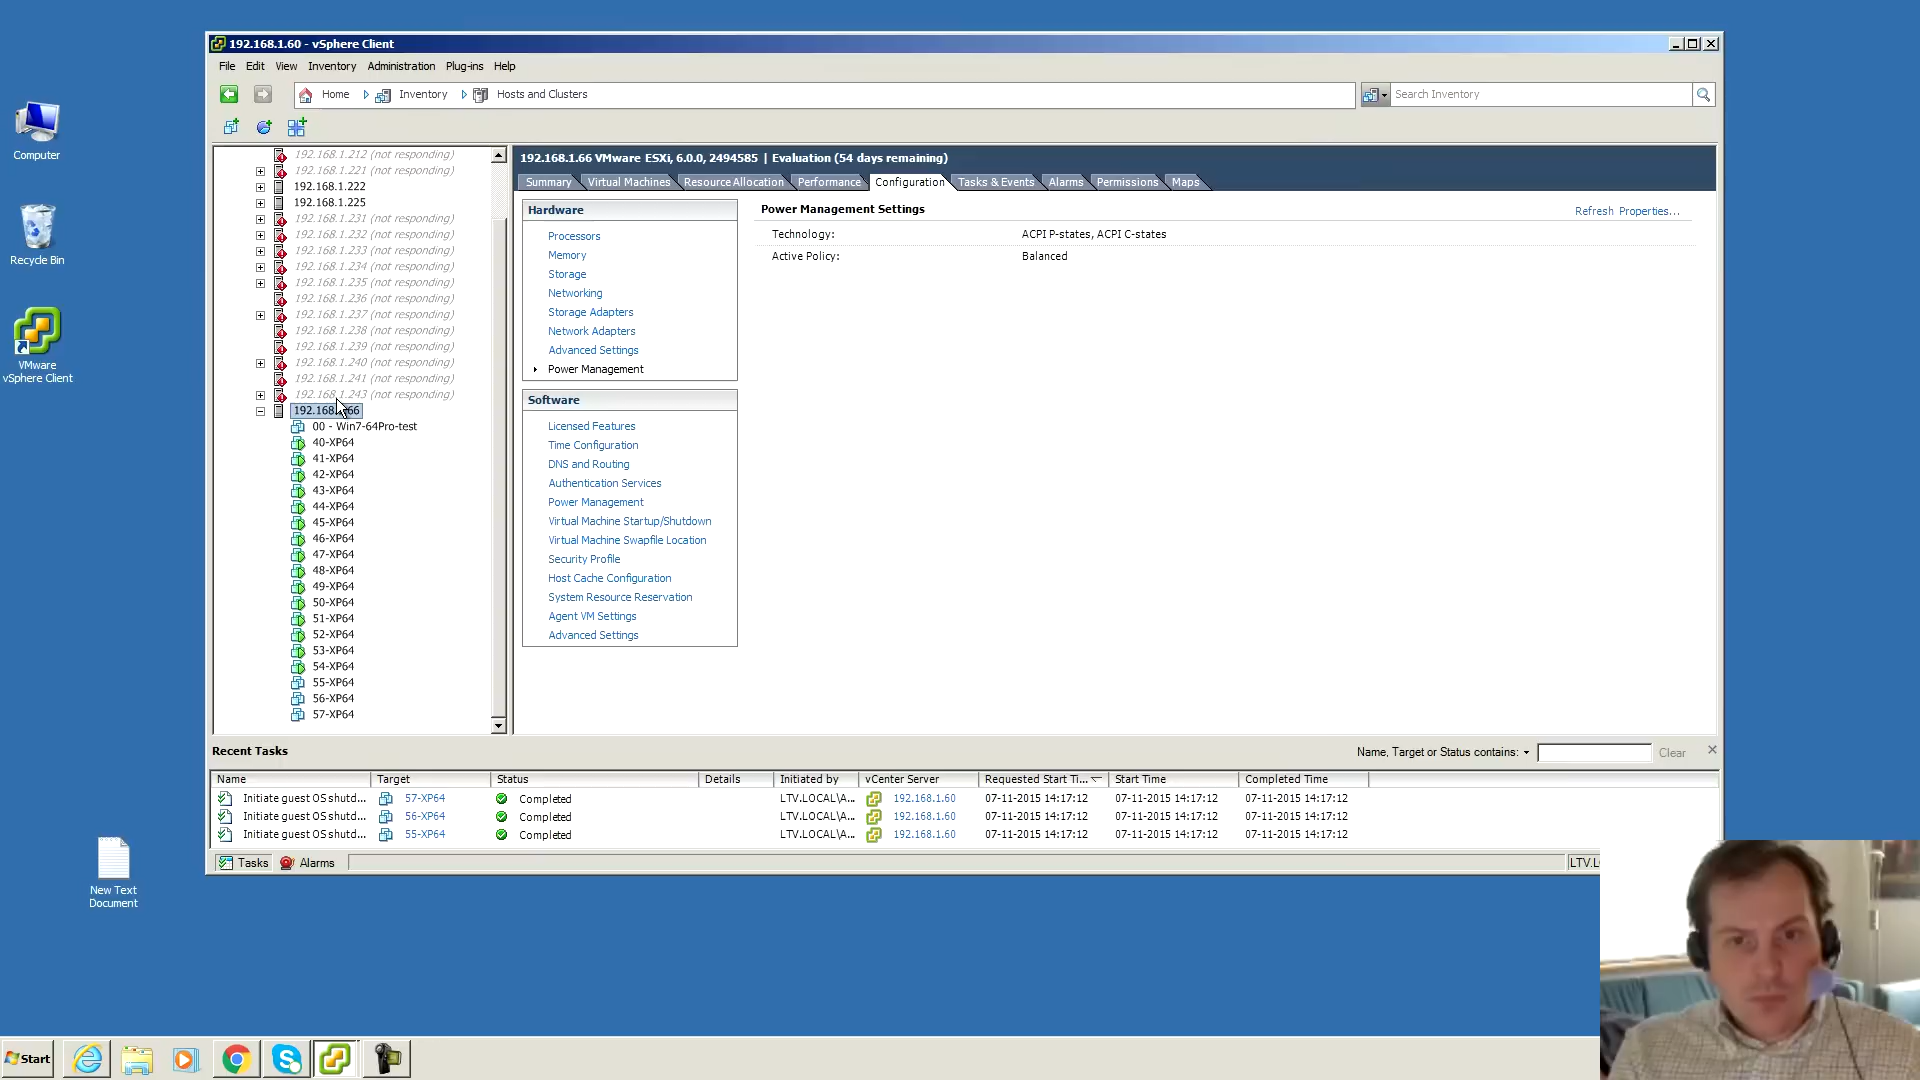 192.168.1.60 - vSphere Client
File Edit View Inventory Administration Plug-ins Help
Home Inventory Hosts and Clusters
Search Inventory
Computer
Recycle Bin
VMware vSphere Client
New Text Document
192.168.1.212 (not responding)
192.168.1.221 (not responding)
192.168.1.222
192.168.1.225
192.168.1.231 (not responding)
192.168.1.232 (not responding)
192.168.1.233 (not responding)
192.168.1.234 (not responding)
192.168.1.235 (not responding)
192.168.1.236 (not responding)
192.168.1.237 (not responding)
192.168.1.238 (not responding)
192.168.1.239 (not responding)
192.168.1.240 (not responding)
192.168.1.241 (not responding)
192.168.1.243 (not responding)
192.168.1.66
00 - Win7-64Pro-test
40-XP64
41-XP64
42-XP64
43-XP64
44-XP64
45-XP64
46-XP64
47-XP64
48-XP64
49-XP64
50-XP64
51-XP64
52-XP64
53-XP64
54-XP64
55-XP64
56-XP64
57-XP64
192.168.1.66 VMware ESXi, 6.0.0, 2494585 | Evaluation (54 days remaining)
Summary Virtual Machines Resource Allocation Performance Configuration Tasks & Events Alarms Permissions Maps
Hardware
Processors
Memory
Storage
Networking
Storage Adapters
Network Adapters
Advanced Settings
Power Management
Software
Licensed Features
Time Configuration
DNS and Routing
Authentication Services
Power Management
Virtual Machine Startup/Shutdown
Virtual Machine Swapfile Location
Security Profile
Host Cache Configuration
System Resource Reservation
Agent VM Settings
Advanced Settings
Power Management Settings
Refresh Properties...
Technology: ACPI P-states, ACPI C-states
Active Policy: Balanced
Recent Tasks
Name, Target or Status contains: Clear
Name Target Status Details Initiated by vCenter Server Requested Start Ti... Start Time Completed Time
Initiate guest OS shutd... 57-XP64 Completed LTV.LOCAL\A... 192.168.1.60 07-11-2015 14:17:12 07-11-2015 14:17:12 07-11-2015 14:17:12
Initiate guest OS shutd... 56-XP64 Completed LTV.LOCAL\A... 192.168.1.60 07-11-2015 14:17:12 07-11-2015 14:17:12 07-11-2015 14:17:12
Initiate guest OS shutd... 55-XP64 Completed LTV.LOCAL\A... 192.168.1.60 07-11-2015 14:17:12 07-11-2015 14:17:12 07-11-2015 14:17:12
Tasks Alarms LTV.L
Start